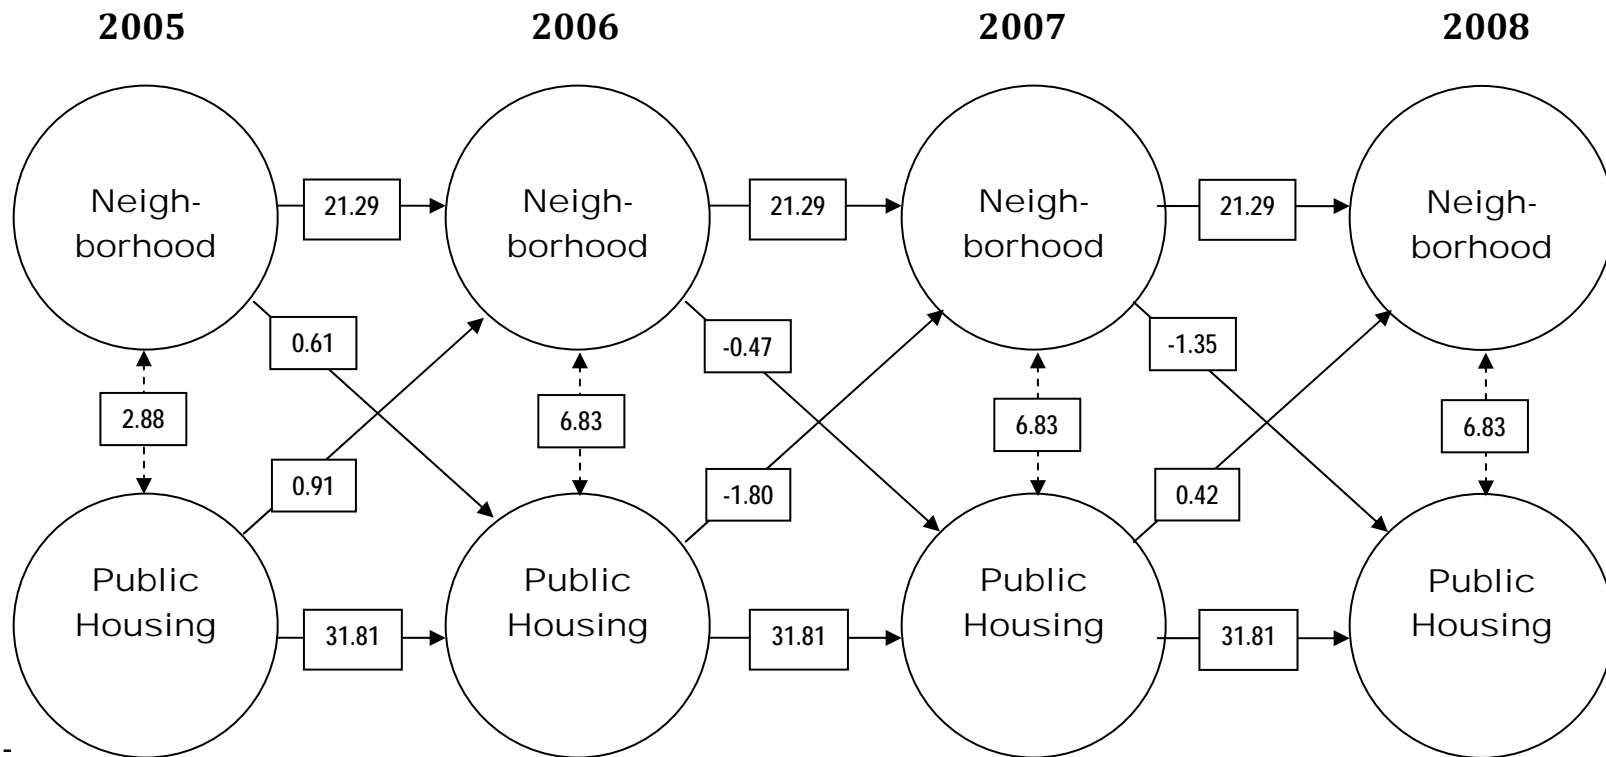 2005 2006 2007 2008
Neigh- Neigh- Neigh- Neigh-
borhood borhood borhood borhood
21.29 21.29 21.29
0.61 -0.47 -1.35
2.88 6.83 6.83 6.83
0.91 -1.80 0.42
Public Public Public Public
Housing Housing Housing Housing
31.81 31.81 31.81
-